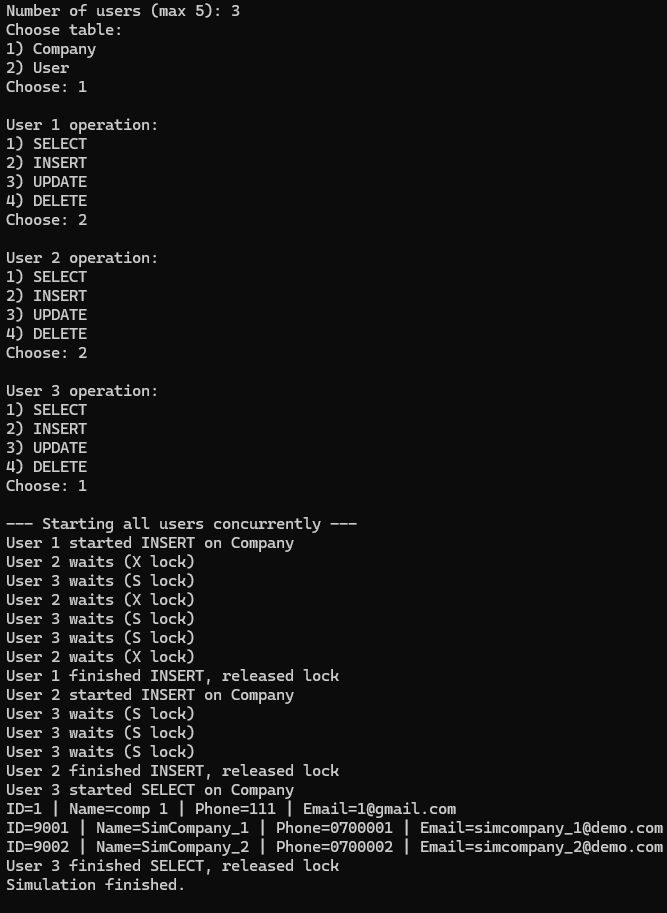 Number of users (max 5): 3
Choose table:
1) Company
2) User
Choose: 1

User 1 operation:
1) SELECT
2) INSERT
3) UPDATE
4) DELETE
Choose: 2

User 2 operation:
1) SELECT
2) INSERT
3) UPDATE
4) DELETE
Choose: 2

User 3 operation:
1) SELECT
2) INSERT
3) UPDATE
4) DELETE
Choose: 1

--- Starting all users concurrently ---
User 1 started INSERT on Company
User 2 waits (X lock)
User 3 waits (S lock)
User 2 waits (X lock)
User 3 waits (S lock)
User 3 waits (S lock)
User 2 waits (X lock)
User 1 finished INSERT, released lock
User 2 started INSERT on Company
User 3 waits (S lock)
User 3 waits (S lock)
User 3 waits (S lock)
User 2 finished INSERT, released lock
User 3 started SELECT on Company
ID=1 | Name=comp 1 | Phone=111 | Email=1@gmail.com
ID=9001 | Name=SimCompany_1 | Phone=0700001 | Email=simcompany_1@demo.com
ID=9002 | Name=SimCompany_2 | Phone=0700002 | Email=simcompany_2@demo.com
User 3 finished SELECT, released lock
Simulation finished.